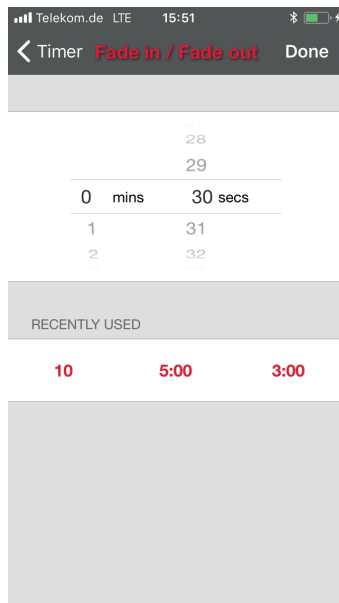 Telekom.de LTE 15:51
Timer Fade in / Fade out Done
28
29
0 mins 30 secs
1 31
2 32
RECENTLY USED
10 5:00 3:00